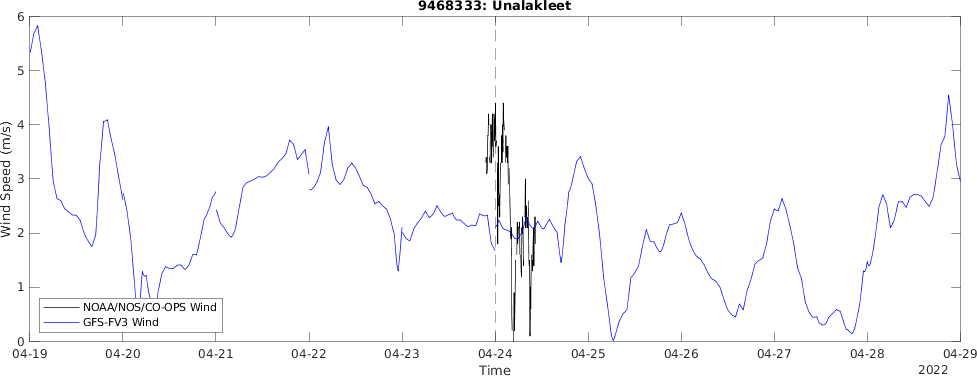 9468333: Unalakleet
Wind Speed (m/s)
6
5
4
3
2
1
0
NOAA/NOS/CO-OPS Wind
GFS-FV3 Wind
04-19 04-20 04-21 04-22 04-23 04-24 04-25 04-26 04-27 04-28 04-29
Time
2022